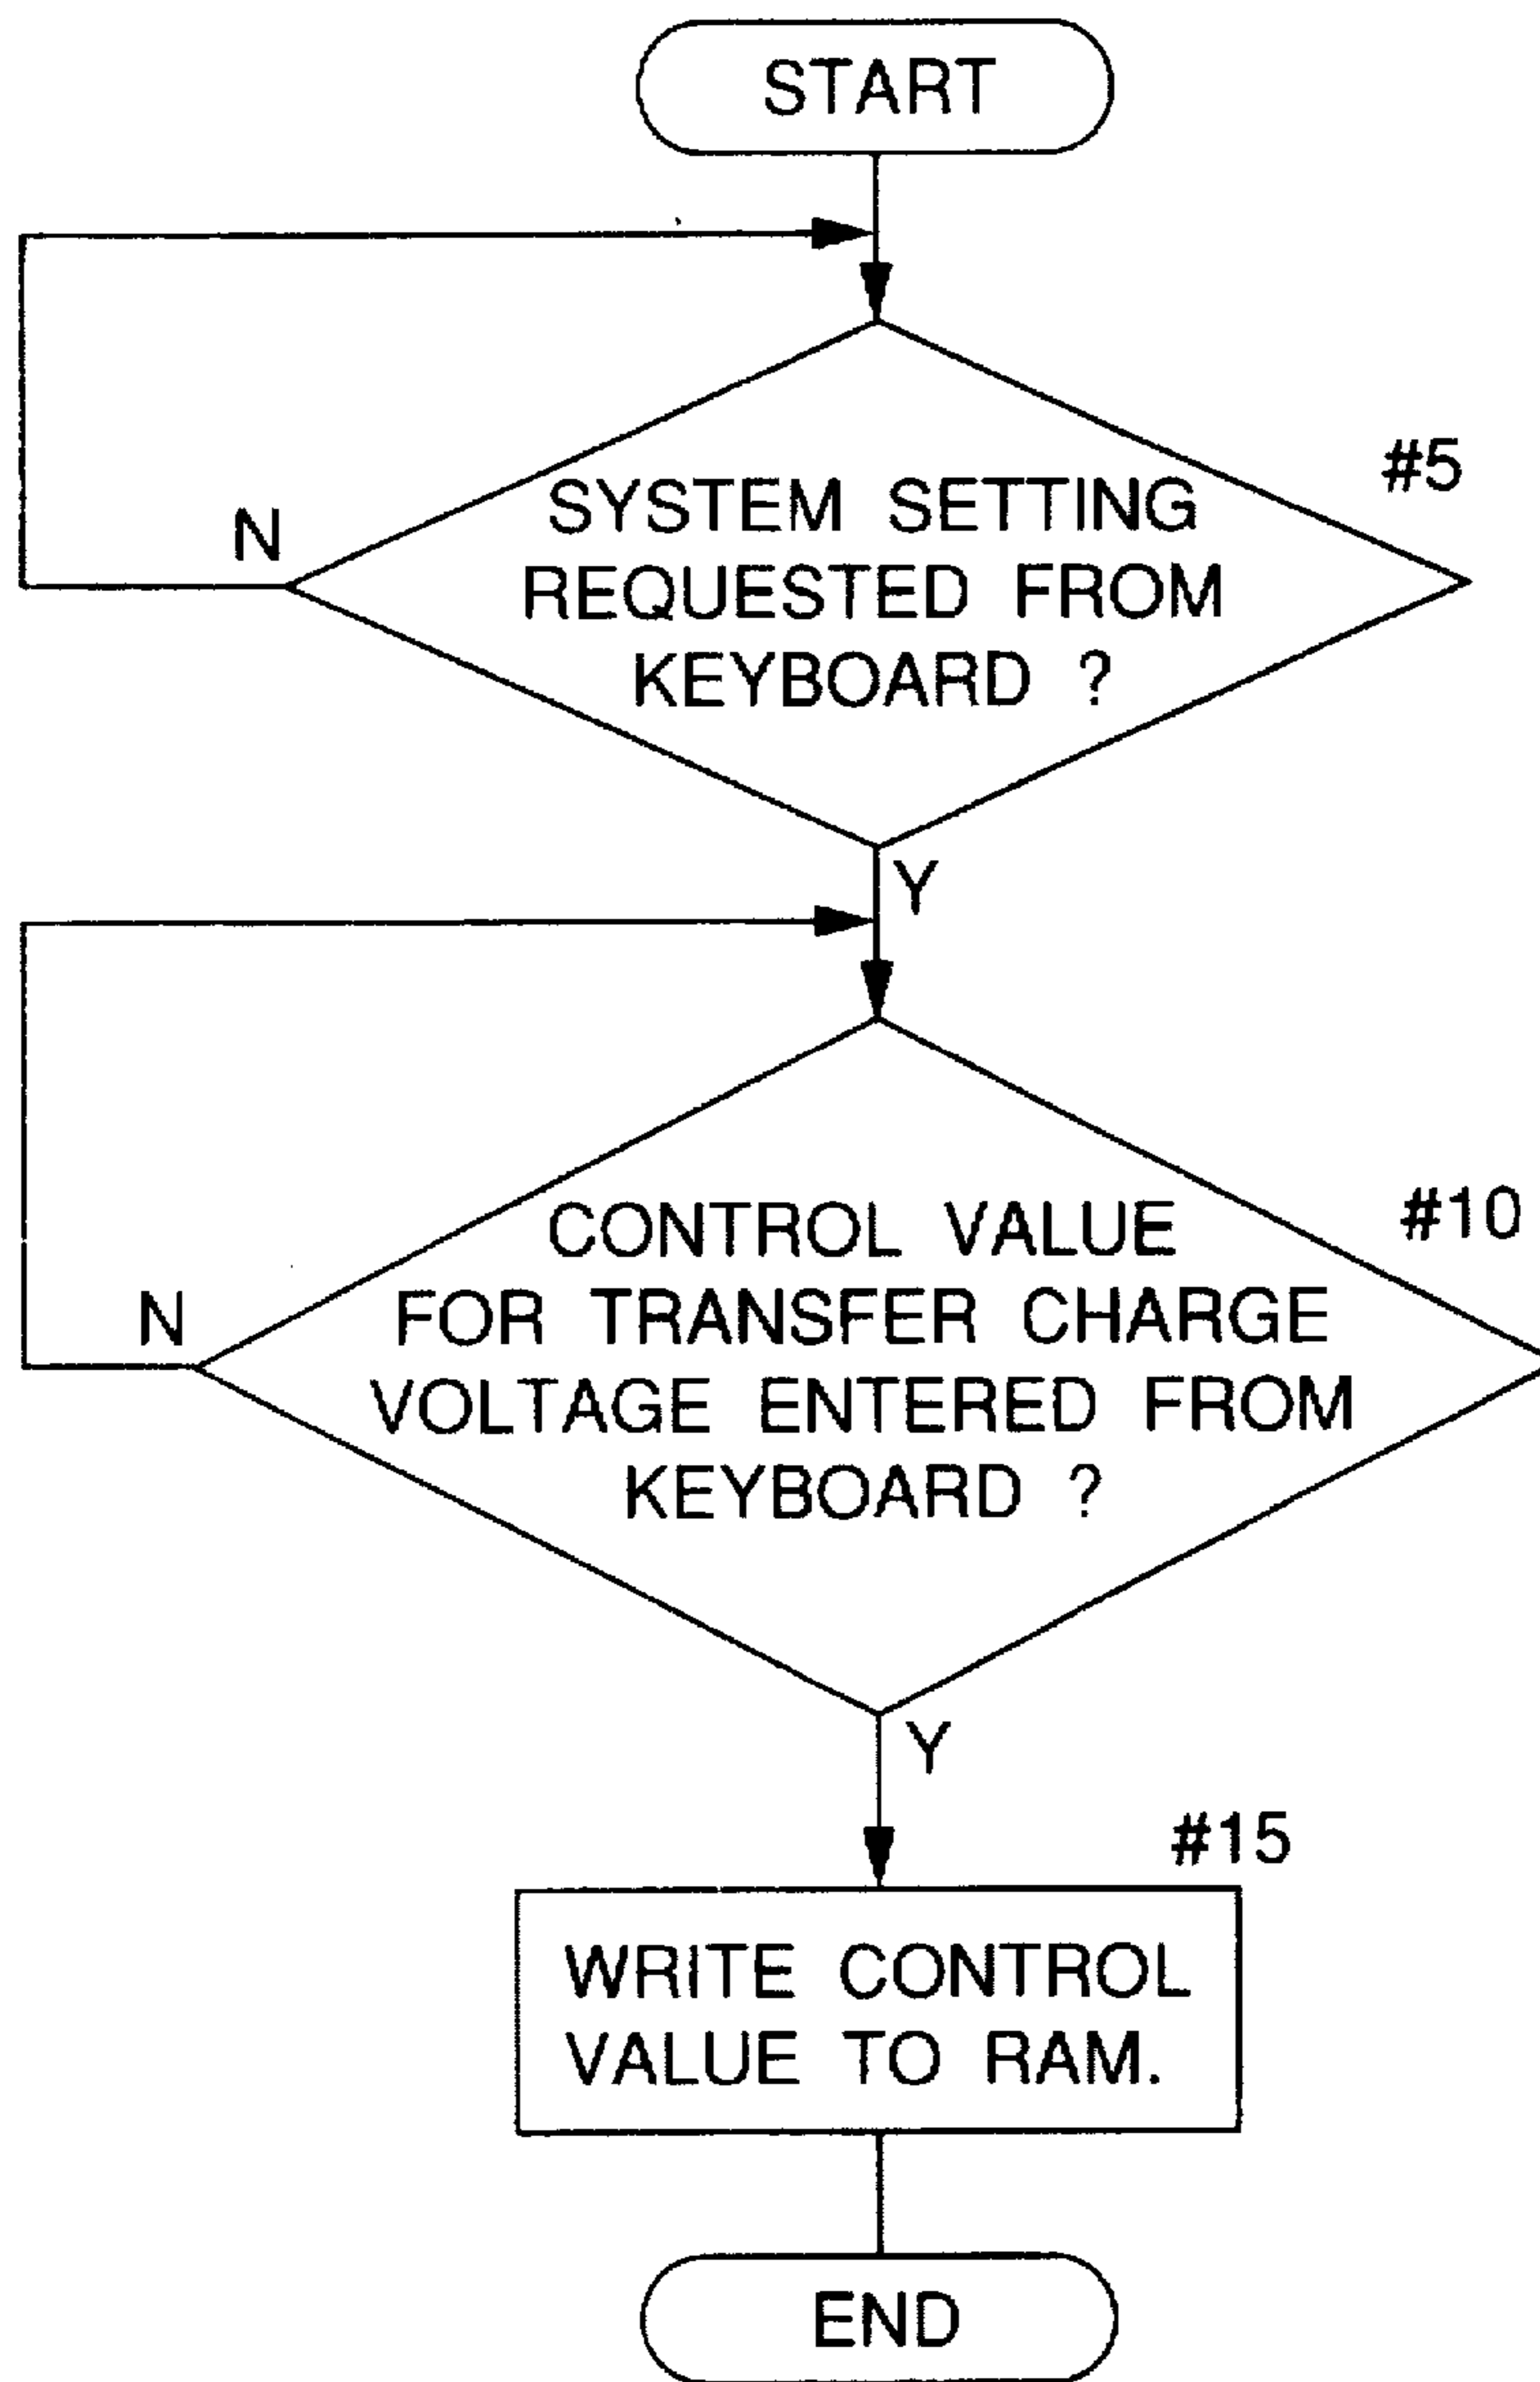 START
#5
SYSTEM SETTING
REQUESTED FROM
KEYBOARD ?
N
Y
#10
CONTROL VALUE
FOR TRANSFER CHARGE
VOLTAGE ENTERED FROM
KEYBOARD ?
N
Y
#15
WRITE CONTROL
VALUE TO RAM.
END